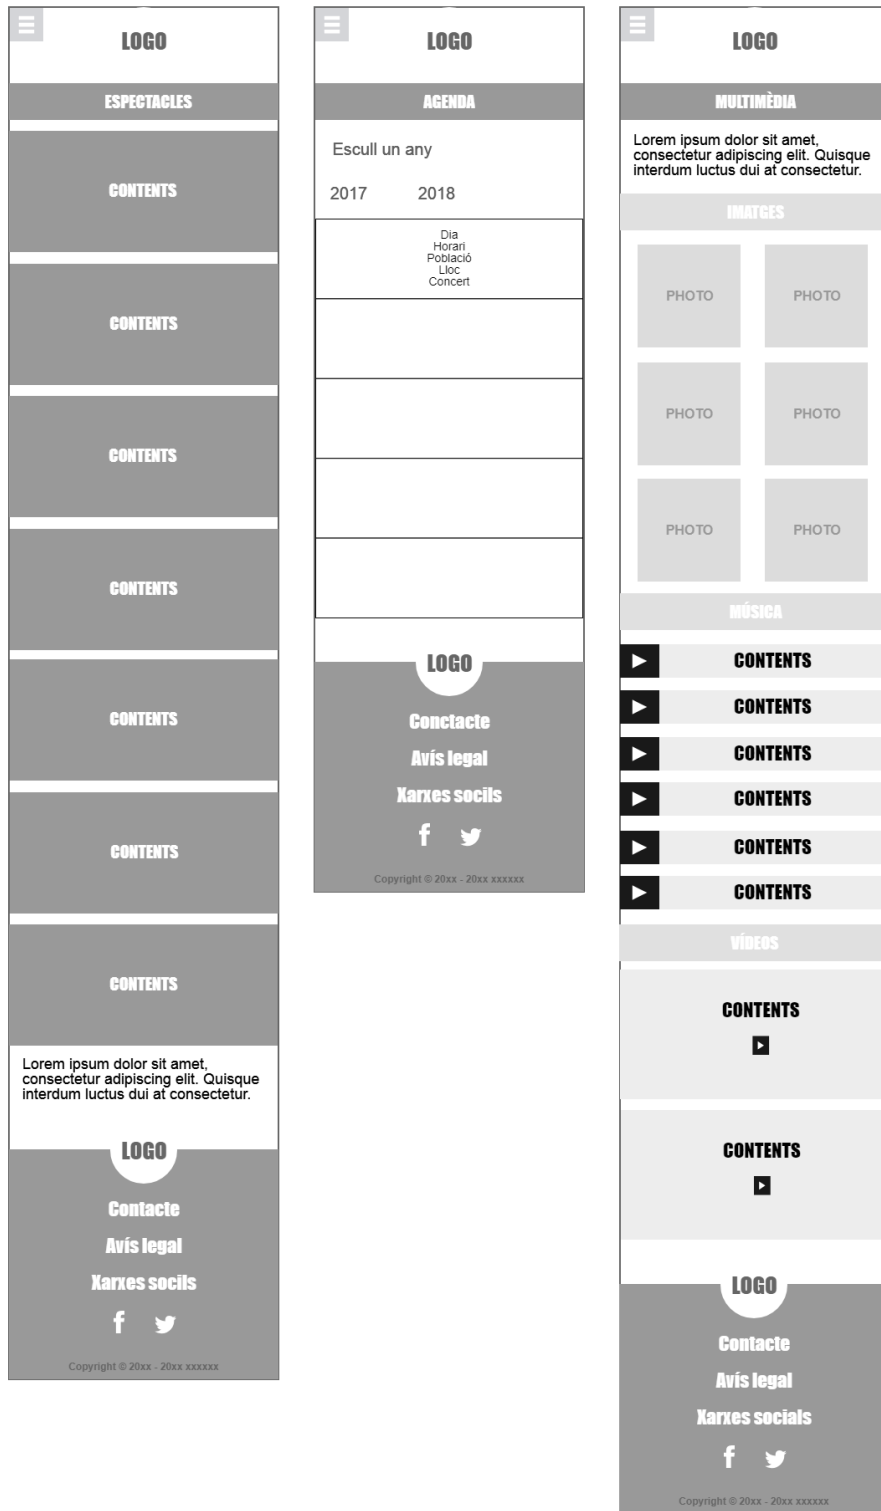 LOGO
ESPECTACLES
CONTENTS
CONTENTS
CONTENTS
CONTENTS
CONTENTS
CONTENTS
CONTENTS
Lorem ipsum dolor sit amet,
consectetur adipiscing elit. Quisque
interdum luctus dui at consectetur.
LOGO
Contacte
Avís legal
Xarxes socils
Copyright © 20xx - 20xx xxxxxx
LOGO
AGENDA
Escull un any
2017 2018
Dia
Horari
Població
Lloc
Concert
LOGO
Conctacte
Avís legal
Xarxes socils
Copyright © 20xx - 20xx xxxxxx
LOGO
MULTIMÈDIA
Lorem ipsum dolor sit amet,
consectetur adipiscing elit. Quisque
interdum luctus dui at consectetur.
IMATGES
PHOTO PHOTO
PHOTO PHOTO
PHOTO PHOTO
MÚSICA
CONTENTS
CONTENTS
CONTENTS
CONTENTS
CONTENTS
CONTENTS
VÍDEOS
CONTENTS
CONTENTS
LOGO
Contacte
Avís legal
Xarxes socials
Copyright © 20xx - 20xx xxxxxx